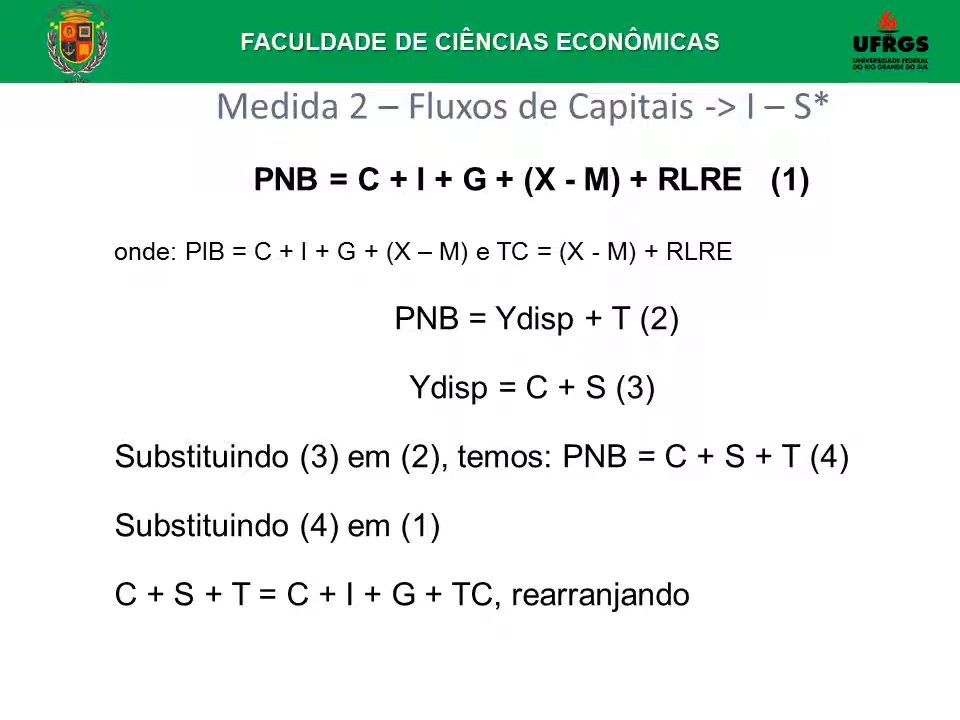 FACULDADE DE CIÊNCIAS ECONÔMICAS
UFRGS
UNIVERSIDADE FEDERAL
DO RIO GRANDE DO SUL
Medida 2 – Fluxos de Capitais -> I – S*
PNB = C + I + G + (X - M) + RLRE (1)
onde: PIB = C + I + G + (X – M) e TC = (X - M) + RLRE
PNB = Ydisp + T (2)
Ydisp = C + S (3)
Substituindo (3) em (2), temos: PNB = C + S + T (4)
Substituindo (4) em (1)
C + S + T = C + I + G + TC, rearranjando